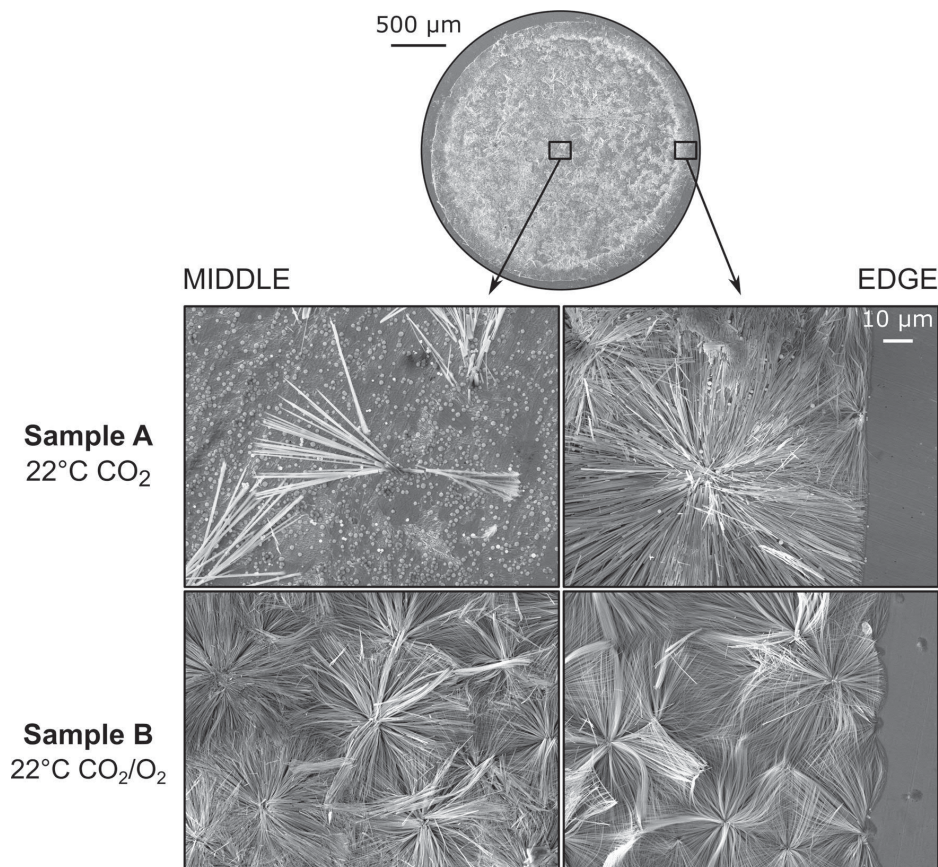 500 µm
MIDDLE
EDGE
10 µm
Sample A
22°C CO₂
Sample B
22°C CO₂/O₂